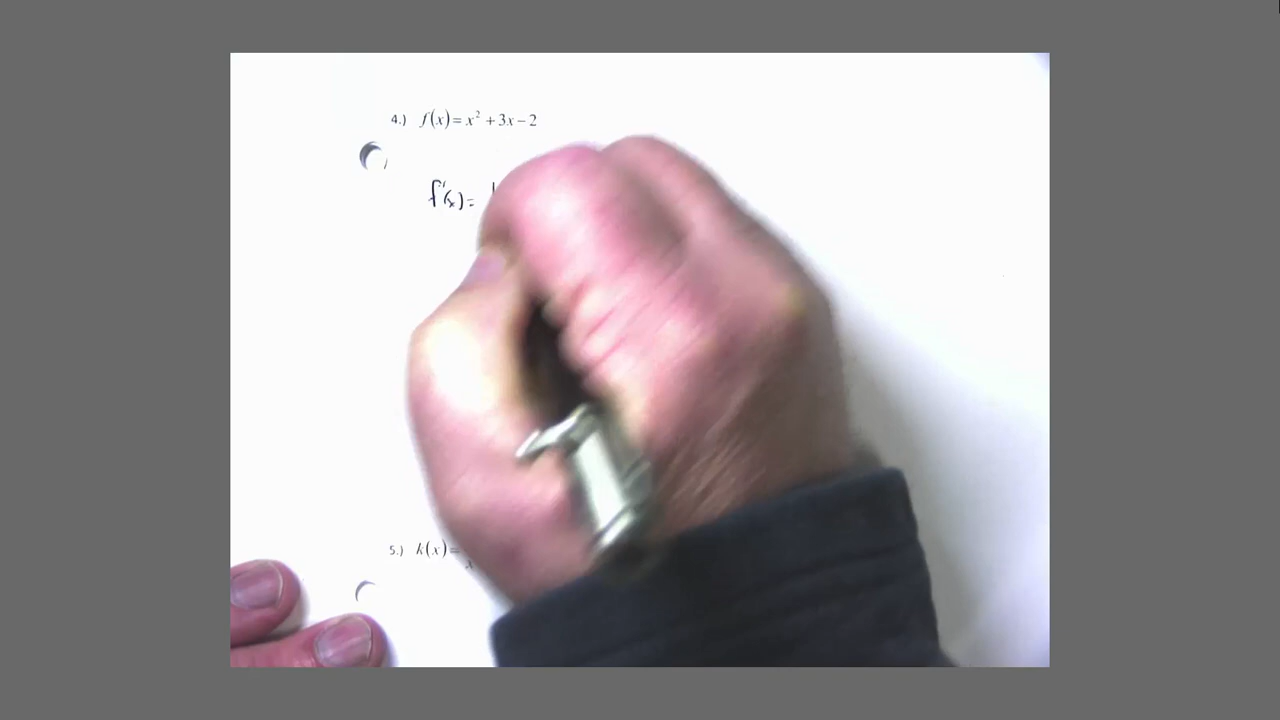 4.) f(x) = x² + 3x − 2
f'(x) =
5.) k(x) =